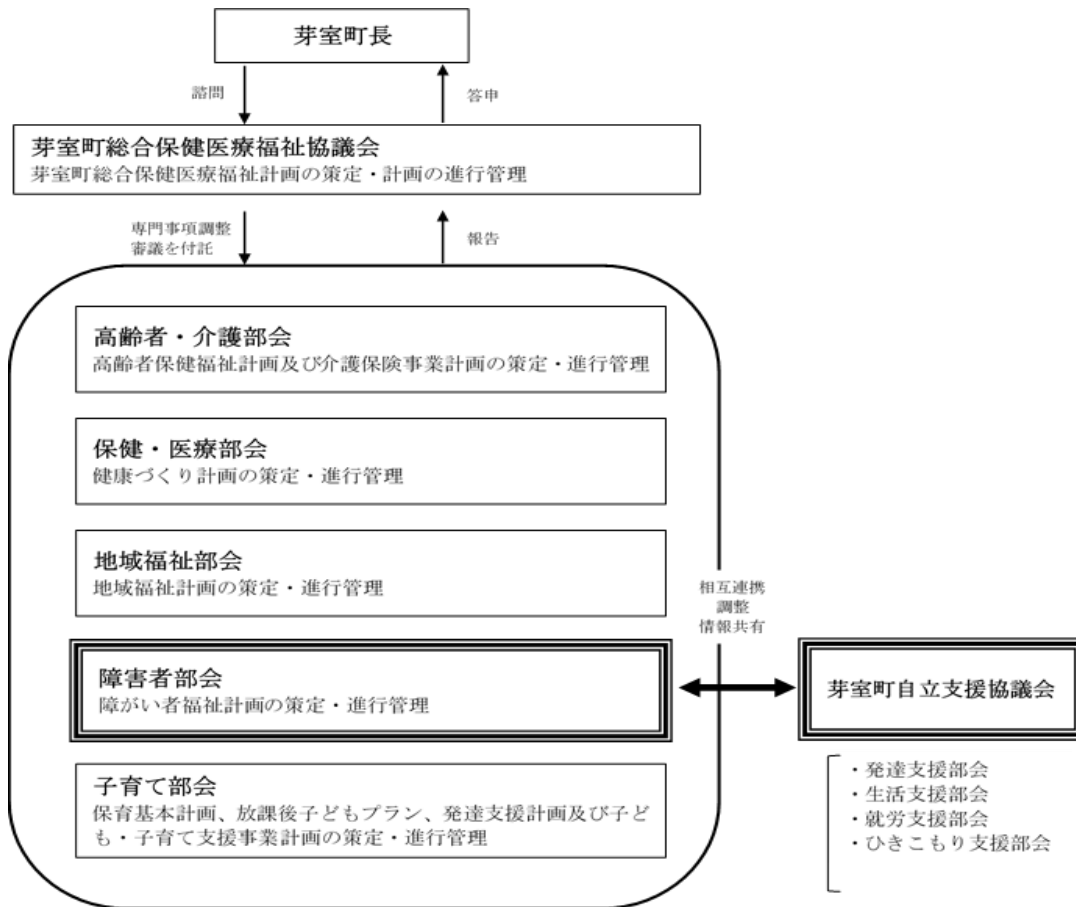 芽室町長
諮問
答申
芽室町総合保健医療福祉協議会
芽室町総合保健医療福祉計画の策定・計画の進行管理
専門事項調整
審議を付託
報告
高齢者・介護部会
高齢者保健福祉計画及び介護保険事業計画の策定・進行管理
保健・医療部会
健康づくり計画の策定・進行管理
地域福祉部会
地域福祉計画の策定・進行管理
相互連携
調整
情報共有
障害者部会
障がい者福祉計画の策定・進行管理
芽室町自立支援協議会
子育て部会
保育基本計画、放課後子どもプラン、発達支援計画及び子ど
も・子育て支援事業計画の策定・進行管理
・発達支援部会
・生活支援部会
・就労支援部会
・ひきこもり支援部会